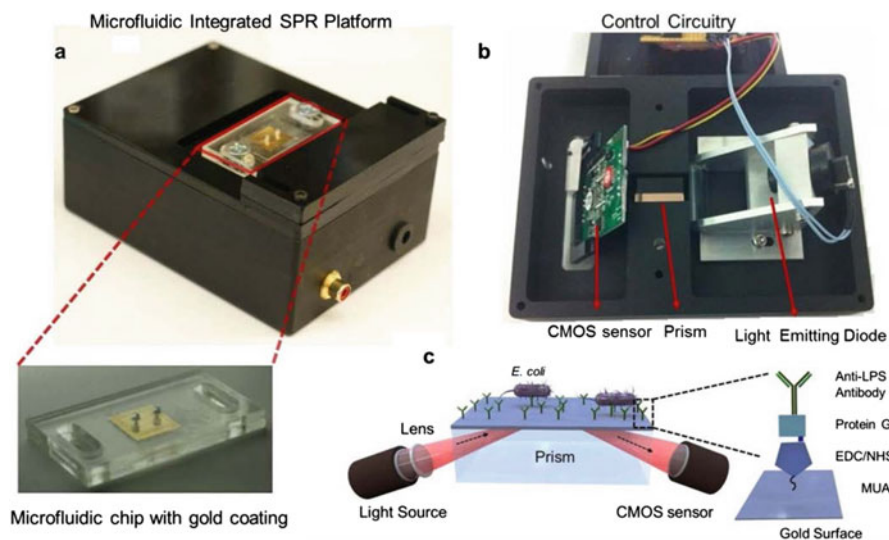 Microfluidic Integrated SPR Platform
a
Microfluidic chip with gold coating
Control Circuitry
b
CMOS sensor Prism Light Emitting Diode
c
E. coli
Lens
Prism
Light Source
CMOS sensor
Anti-LPS
Antibody
Protein G
EDC/NHS
MUA
Gold Surface